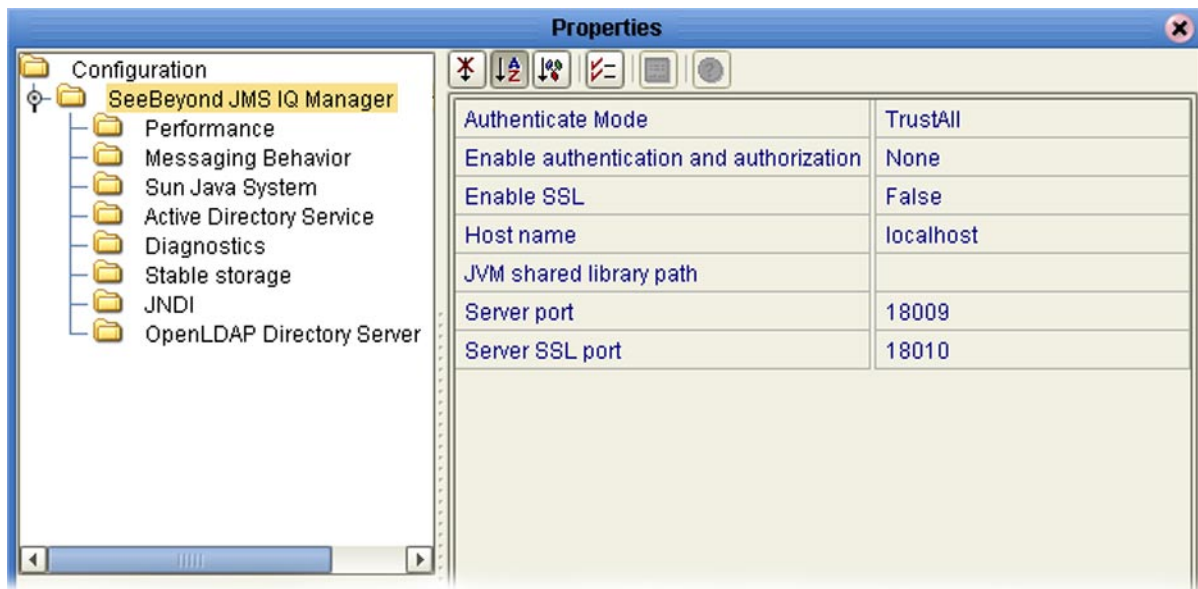 Properties
Configuration
SeeBeyond JMS IQ Manager
Performance
Messaging Behavior
Sun Java System
Active Directory Service
Diagnostics
Stable storage
JNDI
OpenLDAP Directory Server
Authenticate Mode TrustAll
Enable authentication and authorization None
Enable SSL False
Host name localhost
JVM shared library path
Server port 18009
Server SSL port 18010